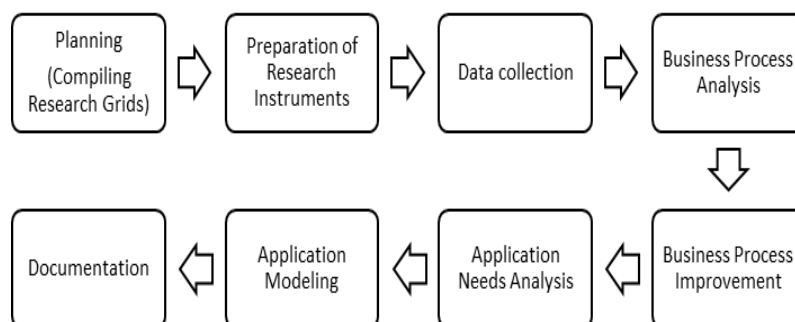 Planning
(Compiling
Research Grids)
Preparation of
Research
Instruments
Data collection
Business Process
Analysis
Business Process
Improvement
Application
Needs Analysis
Application
Modeling
Documentation